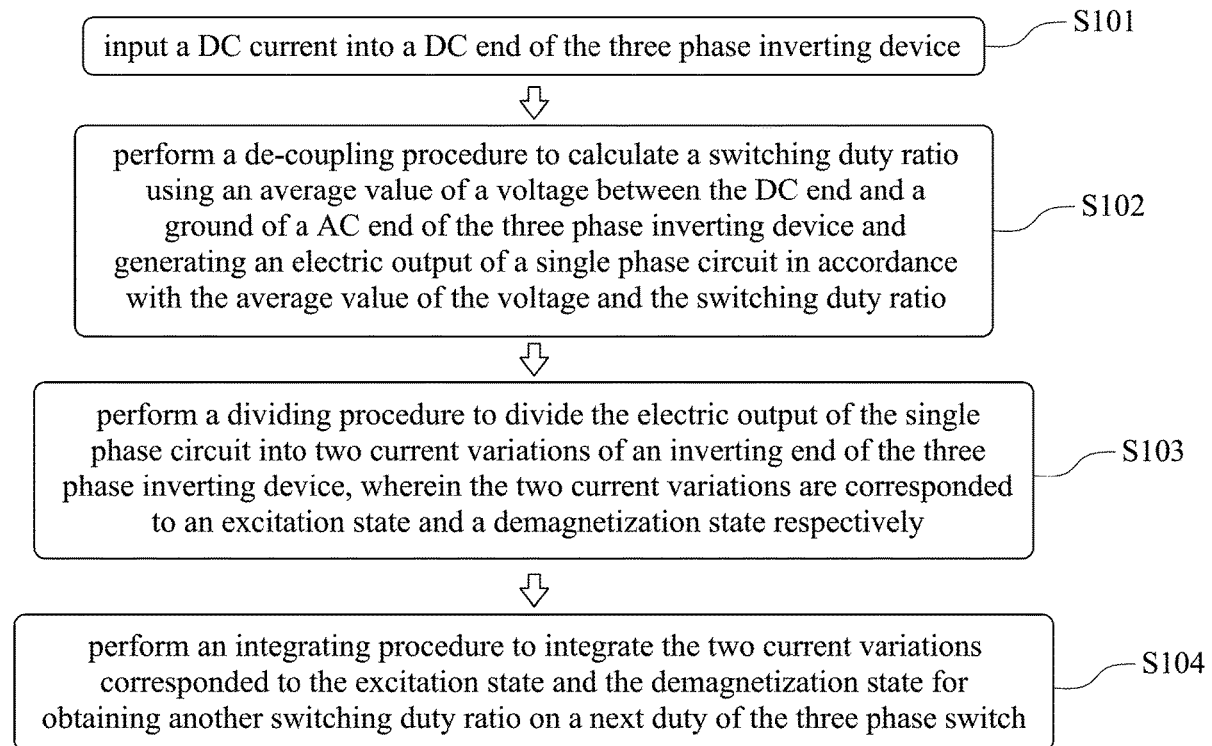 input a DC current into a DC end of the three phase inverting device
S101
perform a de-coupling procedure to calculate a switching duty ratio
using an average value of a voltage between the DC end and a
ground of a AC end of the three phase inverting device and
generating an electric output of a single phase circuit in accordance
with the average value of the voltage and the switching duty ratio
S102
perform a dividing procedure to divide the electric output of the single
phase circuit into two current variations of an inverting end of the three
phase inverting device, wherein the two current variations are corresponded
to an excitation state and a demagnetization state respectively
S103
perform an integrating procedure to integrate the two current variations
corresponded to the excitation state and the demagnetization state for
obtaining another switching duty ratio on a next duty of the three phase switch
S104